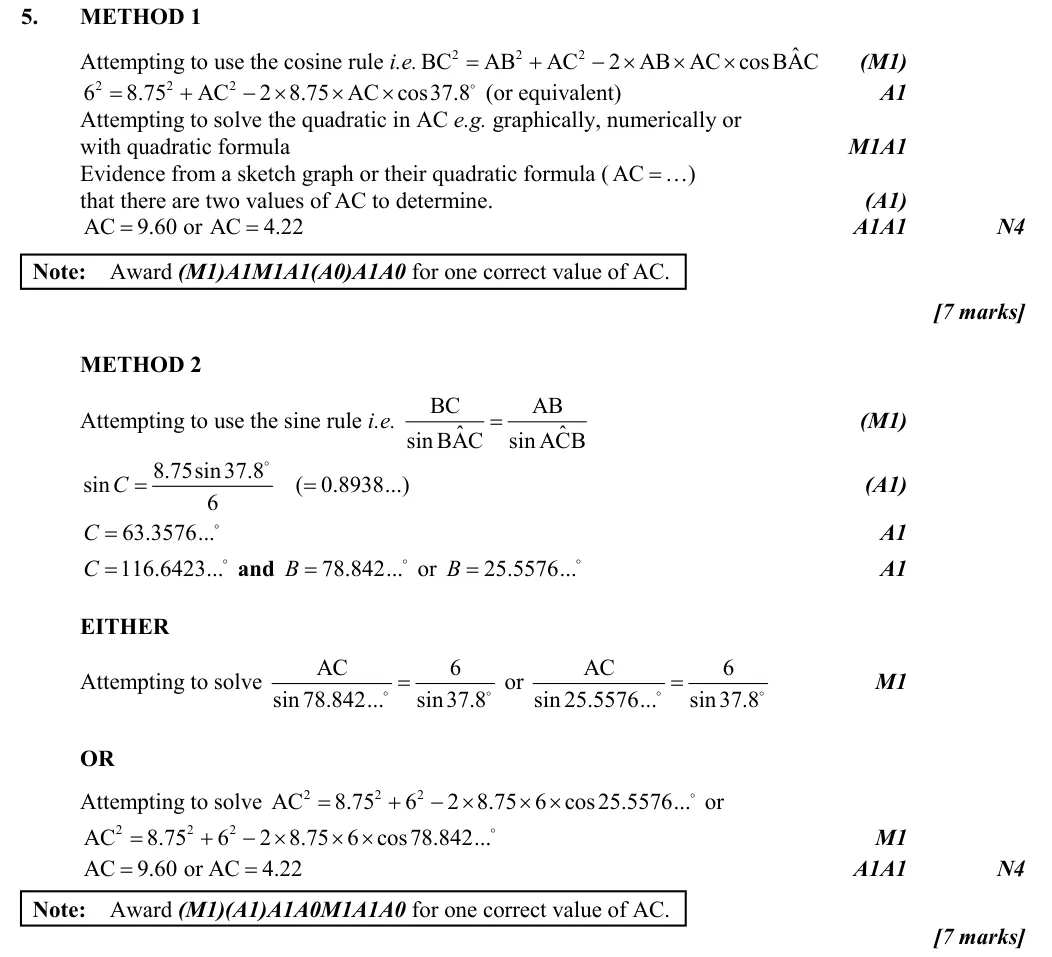 5. METHOD 1
Attempting to use the cosine rule i.e. BC² = AB² + AC² − 2 × AB × AC × cos BÂC (M1)
6² = 8.75² + AC² − 2 × 8.75 × AC × cos 37.8° (or equivalent) A1
Attempting to solve the quadratic in AC e.g. graphically, numerically or
with quadratic formula M1A1
Evidence from a sketch graph or their quadratic formula ( AC = …)
that there are two values of AC to determine. (A1)
AC = 9.60 or AC = 4.22 A1A1 N4
Note: Award (M1)A1M1A1(A0)A1A0 for one correct value of AC.
[7 marks]
METHOD 2
Attempting to use the sine rule i.e. BC / sin BÂC = AB / sin AĈB (M1)
sin C = 8.75 sin 37.8° / 6 (= 0.8938...) (A1)
C = 63.3576...° A1
C = 116.6423...° and B = 78.842...° or B = 25.5576...° A1
EITHER
Attempting to solve AC / sin 78.842...° = 6 / sin 37.8° or AC / sin 25.5576...° = 6 / sin 37.8° M1
OR
Attempting to solve AC² = 8.75² + 6² − 2 × 8.75 × 6 × cos 25.5576...° or
AC² = 8.75² + 6² − 2 × 8.75 × 6 × cos 78.842...° M1
AC = 9.60 or AC = 4.22 A1A1 N4
Note: Award (M1)(A1)A1A0M1A1A0 for one correct value of AC.
[7 marks]